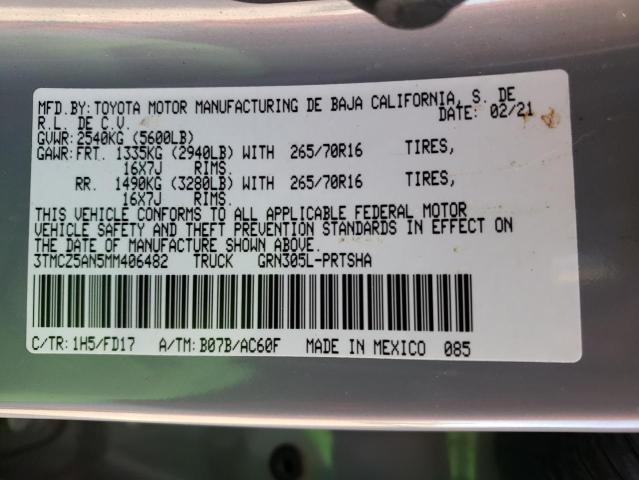 MFD. BY: TOYOTA MOTOR MANUFACTURING DE BAJA CALIFORNIA, S. DE
R. L. DE C. V. DATE: 02/21
GVWR: 2540KG (5600LB)
GAWR: FRT. 1335KG (2940LB) WITH 265/70R16 TIRES,
16X7J RIMS.
RR. 1490KG (3280LB) WITH 265/70R16 TIRES,
16X7J RIMS.
THIS VEHICLE CONFORMS TO ALL APPLICABLE FEDERAL MOTOR
VEHICLE SAFETY AND THEFT PREVENTION STANDARDS IN EFFECT ON
THE DATE OF MANUFACTURE SHOWN ABOVE.
3TMCZ5AN5MM406482 TRUCK GRN305L-PRTSHA
C/TR: 1H5/FD17 A/TM: B07B/AC60F MADE IN MEXICO 085